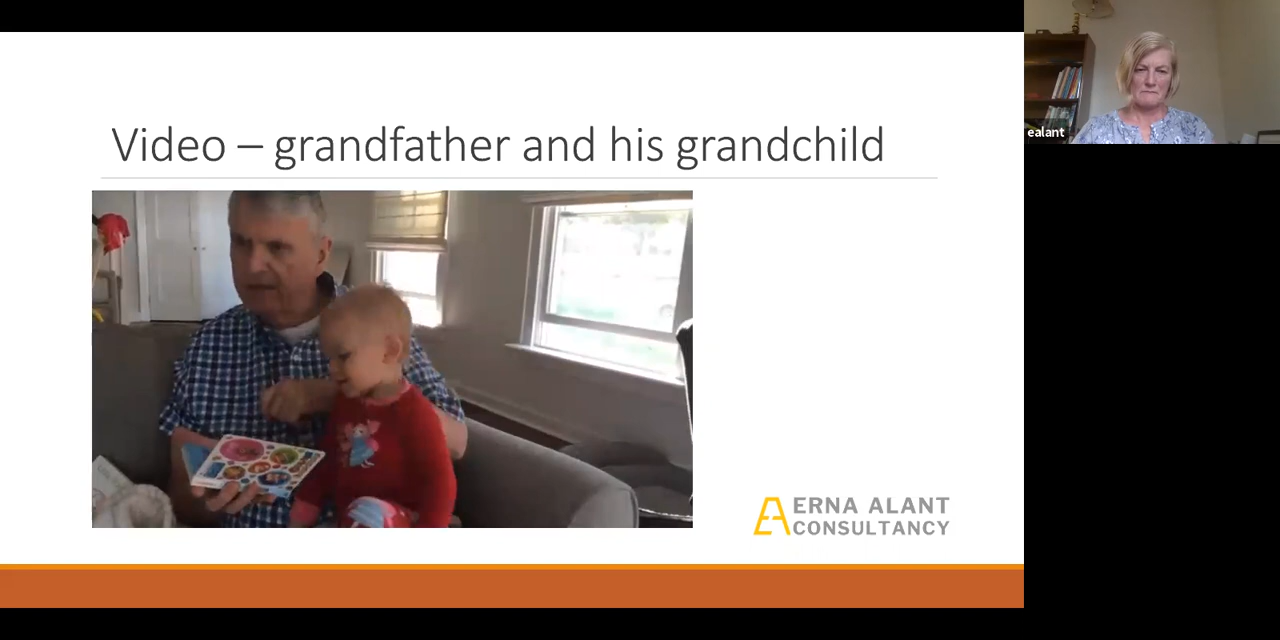 Video – grandfather and his grandchild
ealant
ERNA ALANT
CONSULTANCY